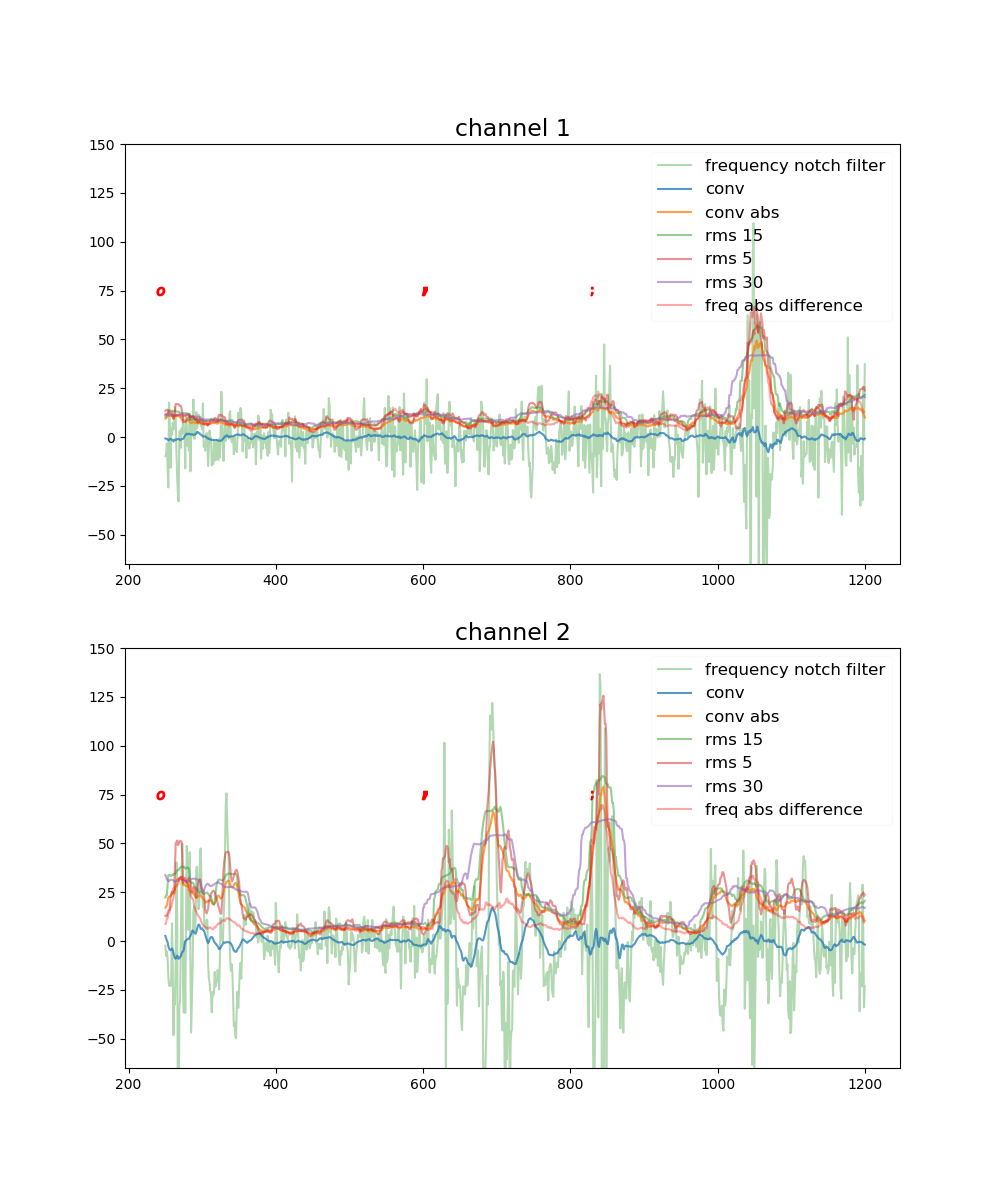 channel 1
150
125
100
75
50
25
0
−25
−50
o , ;
frequency notch filter
conv
conv abs
rms 15
rms 5
rms 30
freq abs difference
200 400 600 800 1000 1200
channel 2
150
125
100
75
50
25
0
−25
−50
o , ;
frequency notch filter
conv
conv abs
rms 15
rms 5
rms 30
freq abs difference
200 400 600 800 1000 1200